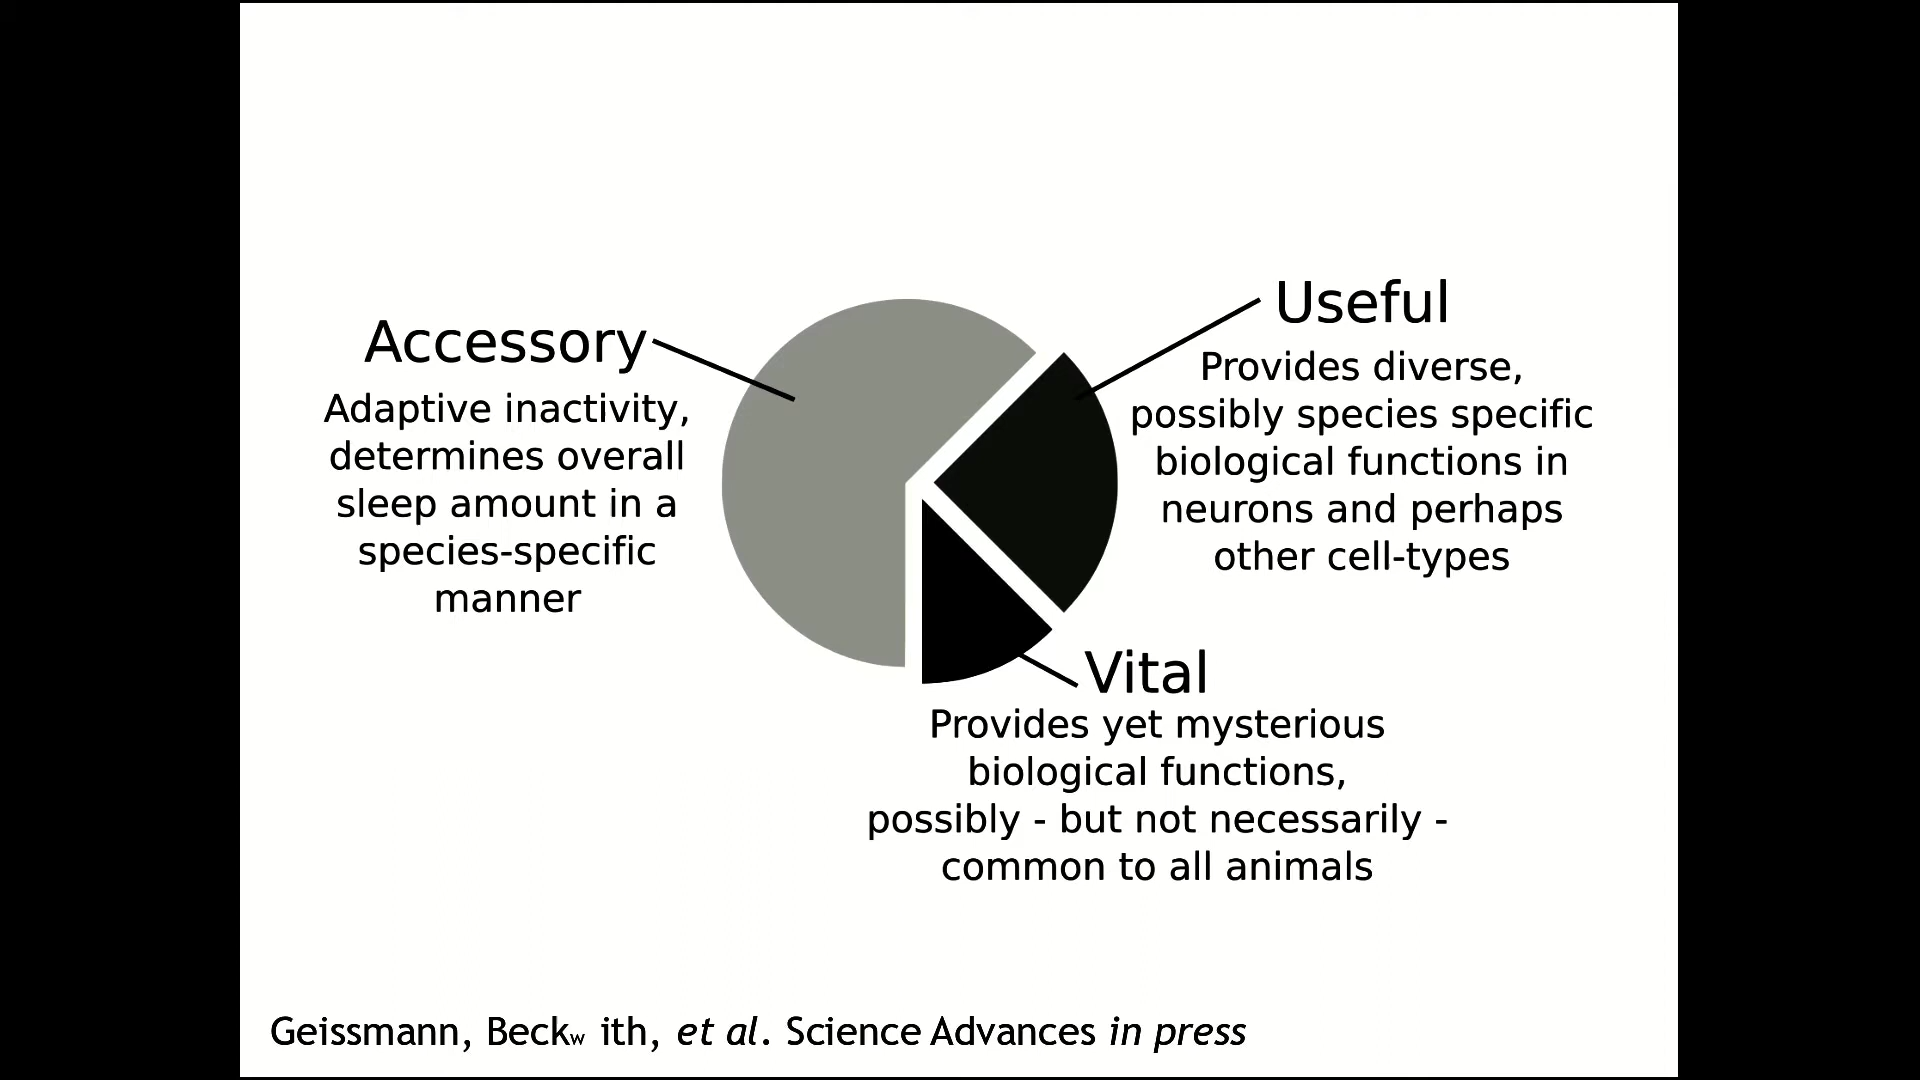 Accessory
Adaptive inactivity,
determines overall
sleep amount in a
species-specific
manner
Useful
Provides diverse,
possibly species specific
biological functions in
neurons and perhaps
other cell-types
Vital
Provides yet mysterious
biological functions,
possibly - but not necessarily -
common to all animals
Geissmann, Beckw ith, et al. Science Advances in press